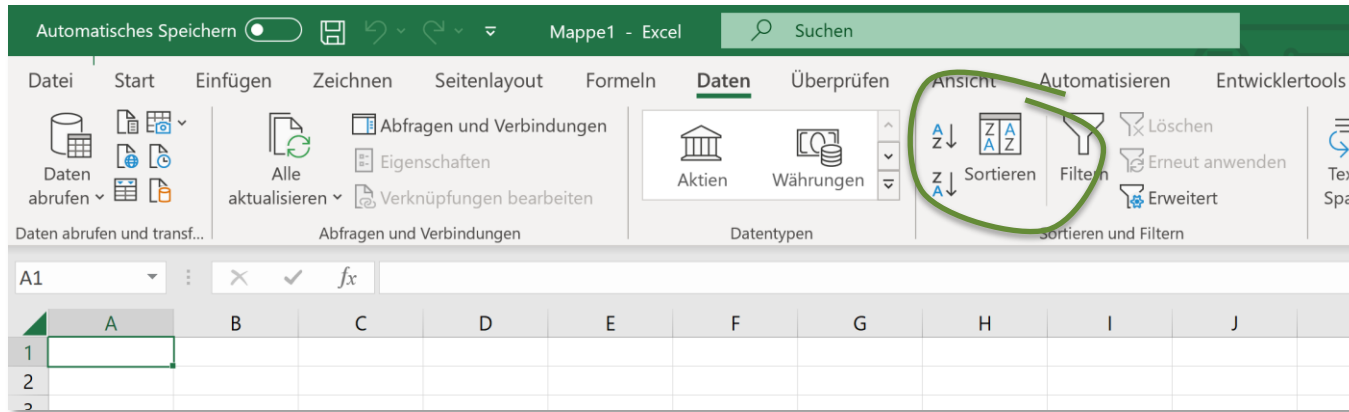 Automatisches Speichern Mappe1 - Excel Suchen
Datei Start Einfügen Zeichnen Seitenlayout Formeln Daten Überprüfen Ansicht Automatisieren Entwicklertools
Daten
abrufen
Alle
aktualisieren
Abfragen und Verbindungen
Eigenschaften
Verknüpfungen bearbeiten
Aktien
Währungen
A
Z
Z
A
Z A
A Z
Sortieren
Filtern
Löschen
Erneut anwenden
Erweitert
Daten abrufen und transf...
Abfragen und Verbindungen
Datentypen
Sortieren und Filtern
A1
fx
A B C D E F G H I J
1
2